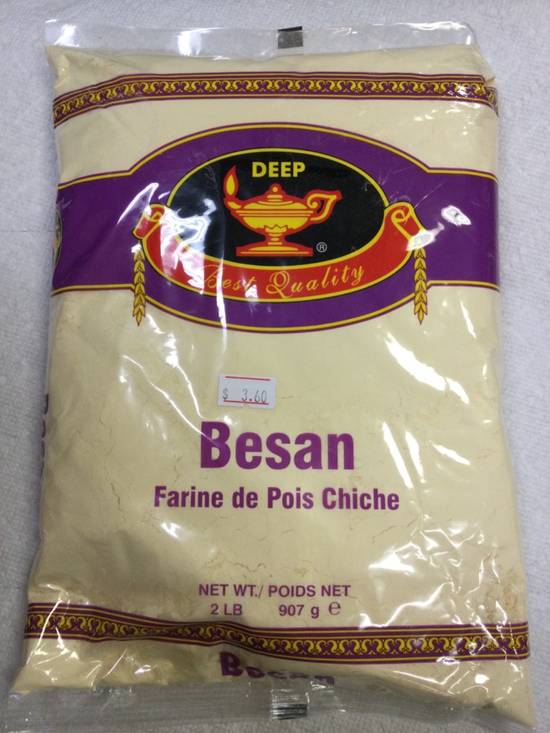 DEEP
®
Best Quality
$ 3.60
Besan
Farine de Pois Chiche
NET WT./ POIDS NET
2 LB 907 g ℮
Besan